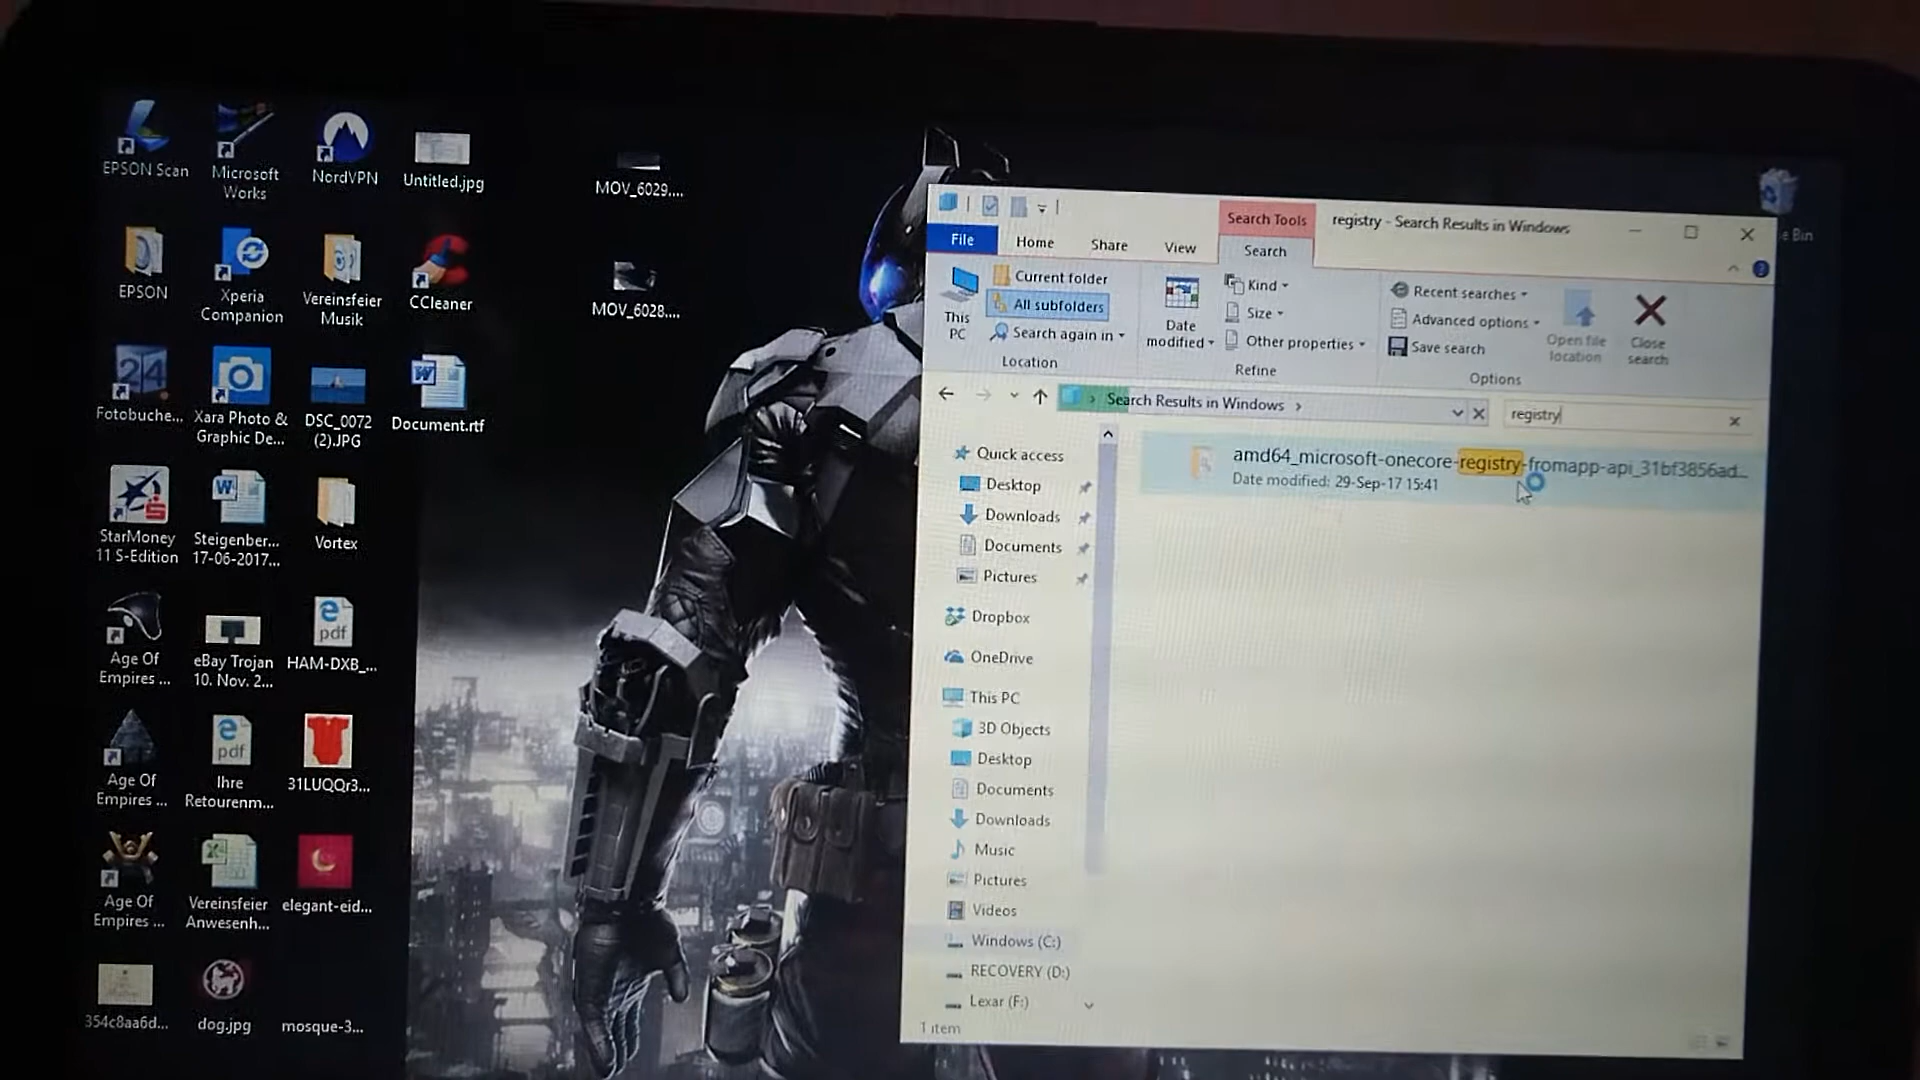 EPSON Scan
Microsoft
Works
NordVPN
Untitled.jpg
MOV_6029....
EPSON
Xperia
Companion
Vereinsfeier
Musik
CCleaner
MOV_6028....
24
Fotobuche...
Xara Photo &
Graphic De...
DSC_0072
(2).JPG
Document.rtf
StarMoney
11 S-Edition
Steigenber...
17-06-2017...
Vortex
Age Of
Empires ...
eBay Trojan
10. Nov. 2...
pdf
HAM-DXB_...
Age Of
Empires ...
pdf
Ihre
Retourenm...
31LUQQr3...
Age Of
Empires ...
Vereinsfeier
Anwesenh...
elegant-eid...
354c8aa6d...
dog.jpg
mosque-3...
e Bin
Search Tools
registry - Search Results in Windows
File
Home
Share
View
Search
This
PC
Current folder
All subfolders
Search again in
Location
Date
modified
Kind
Size
Other properties
Refine
Recent searches
Advanced options
Save search
Open file
location
Close
search
Options
Search Results in Windows
registry
Quick access
Desktop
Downloads
Documents
Pictures
Dropbox
OneDrive
This PC
3D Objects
Desktop
Documents
Downloads
Music
Pictures
Videos
Windows (C:)
RECOVERY (D:)
Lexar (F:)
amd64_microsoft-onecore-registry-fromapp-api_31bf3856ad...
Date modified: 29-Sep-17 15:41
1 item